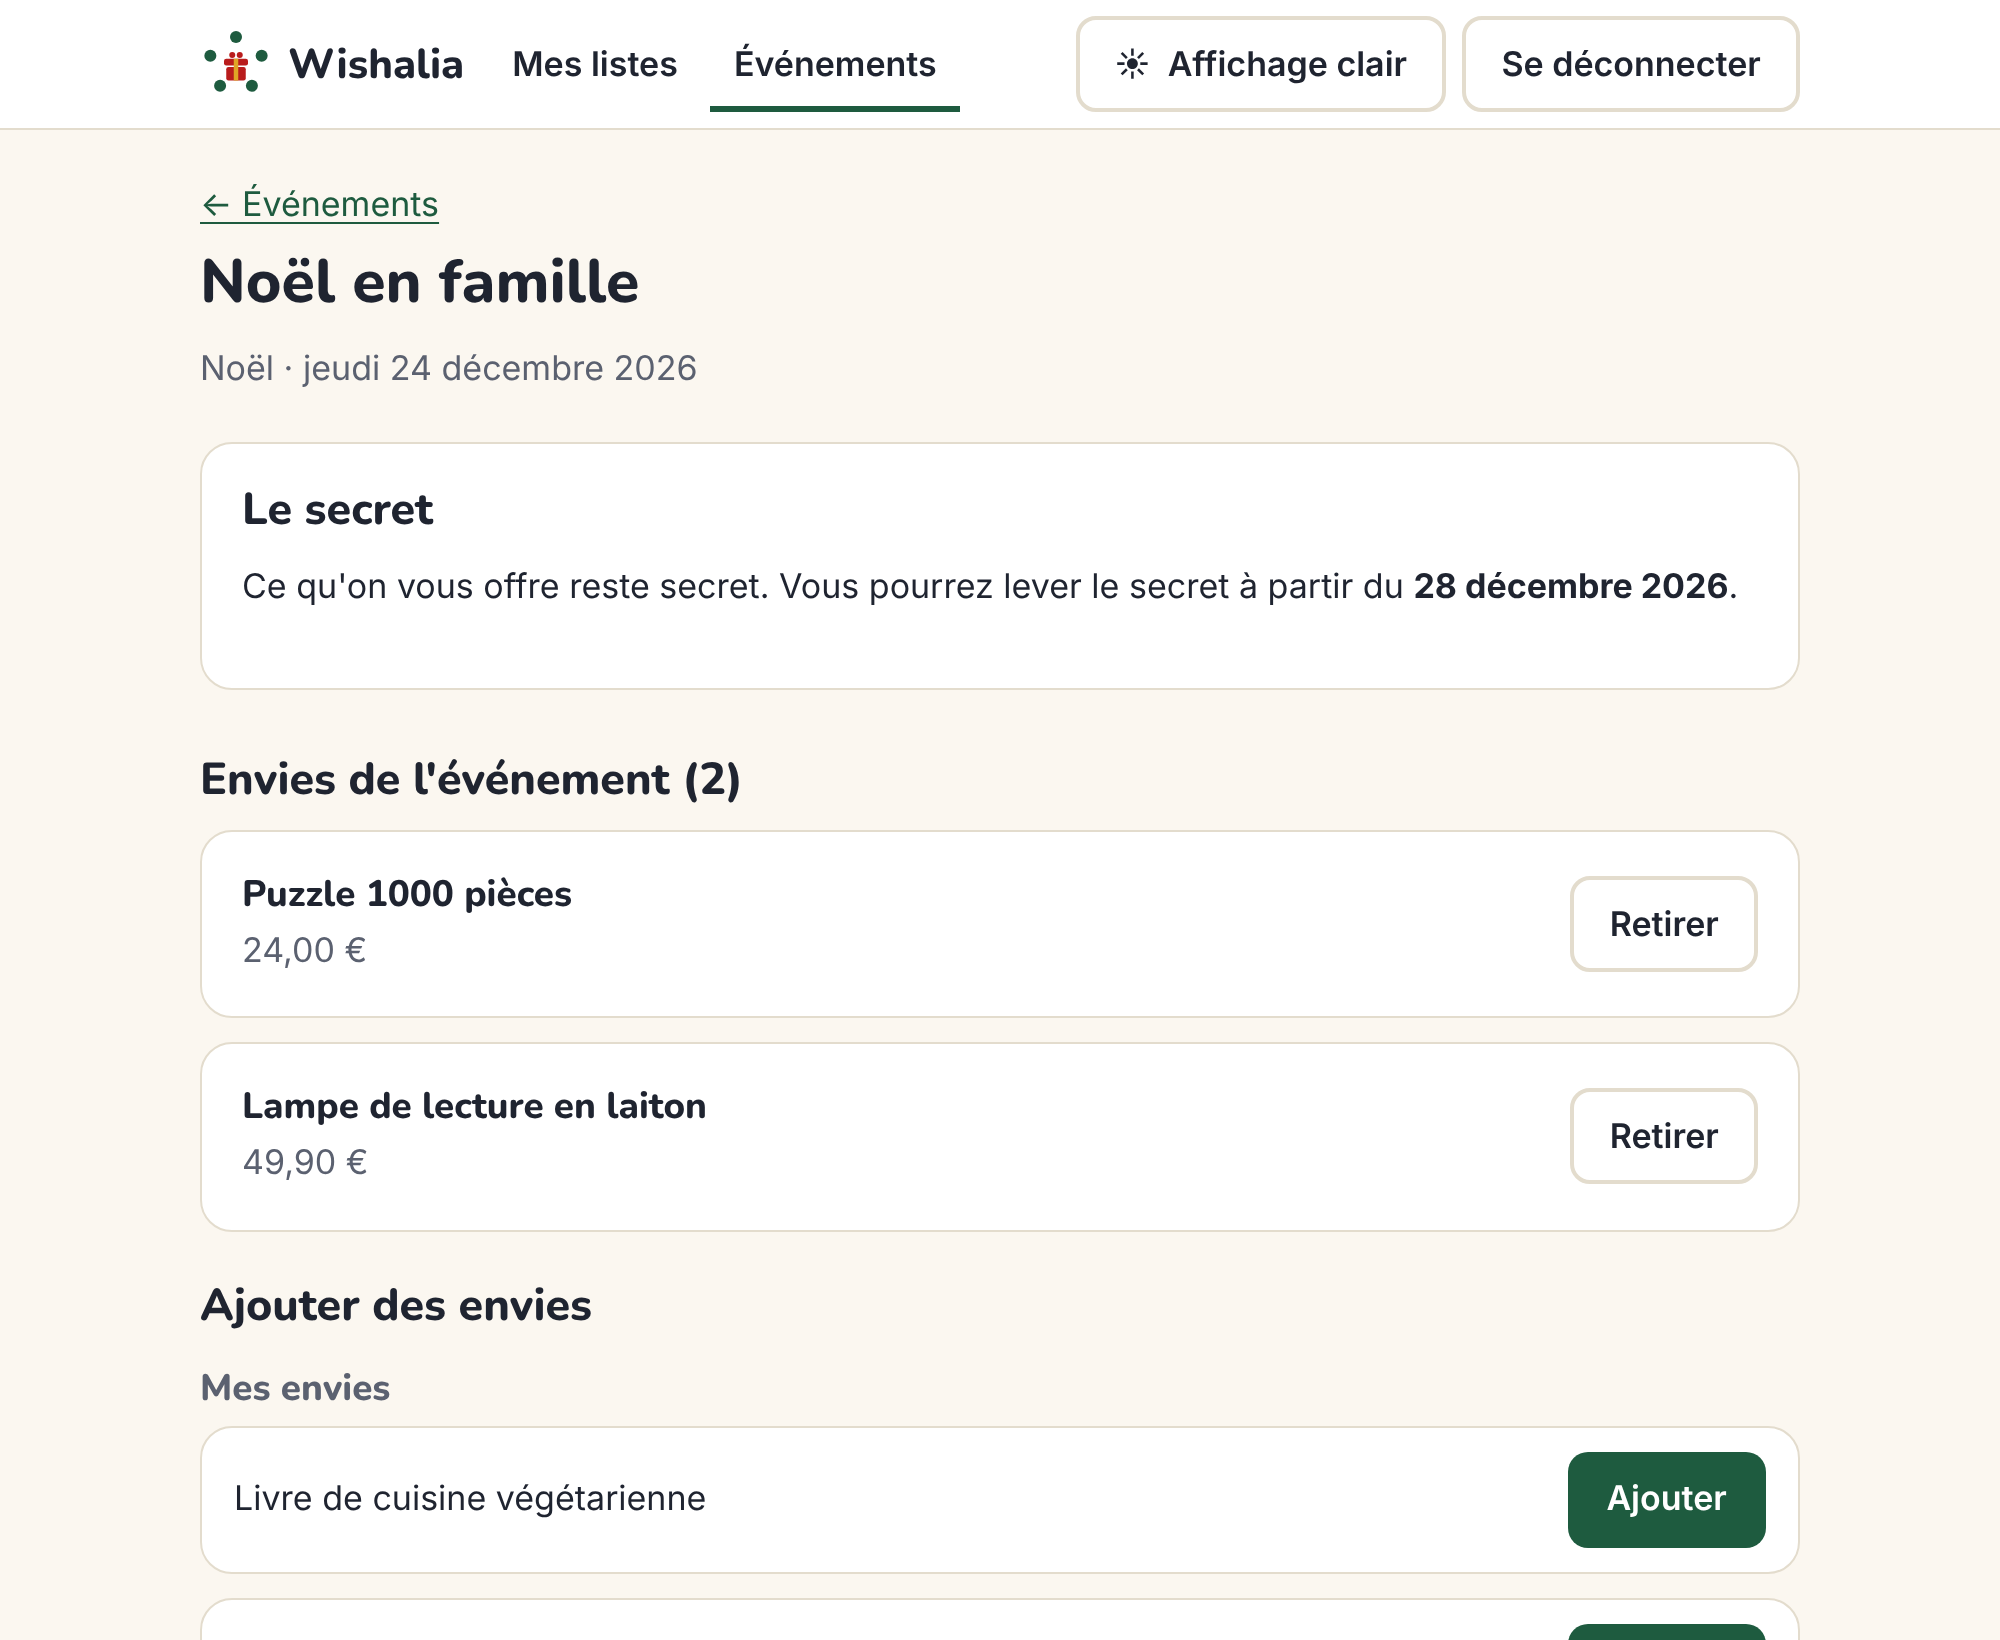 Wishalia
Mes listes
Événements
Affichage clair
Se déconnecter
← Événements
Noël en famille
Noël · jeudi 24 décembre 2026
Le secret
Ce qu'on vous offre reste secret. Vous pourrez lever le secret à partir du 28 décembre 2026.
Envies de l'événement (2)
Puzzle 1000 pièces
24,00 €
Retirer
Lampe de lecture en laiton
49,90 €
Retirer
Ajouter des envies
Mes envies
Livre de cuisine végétarienne
Ajouter